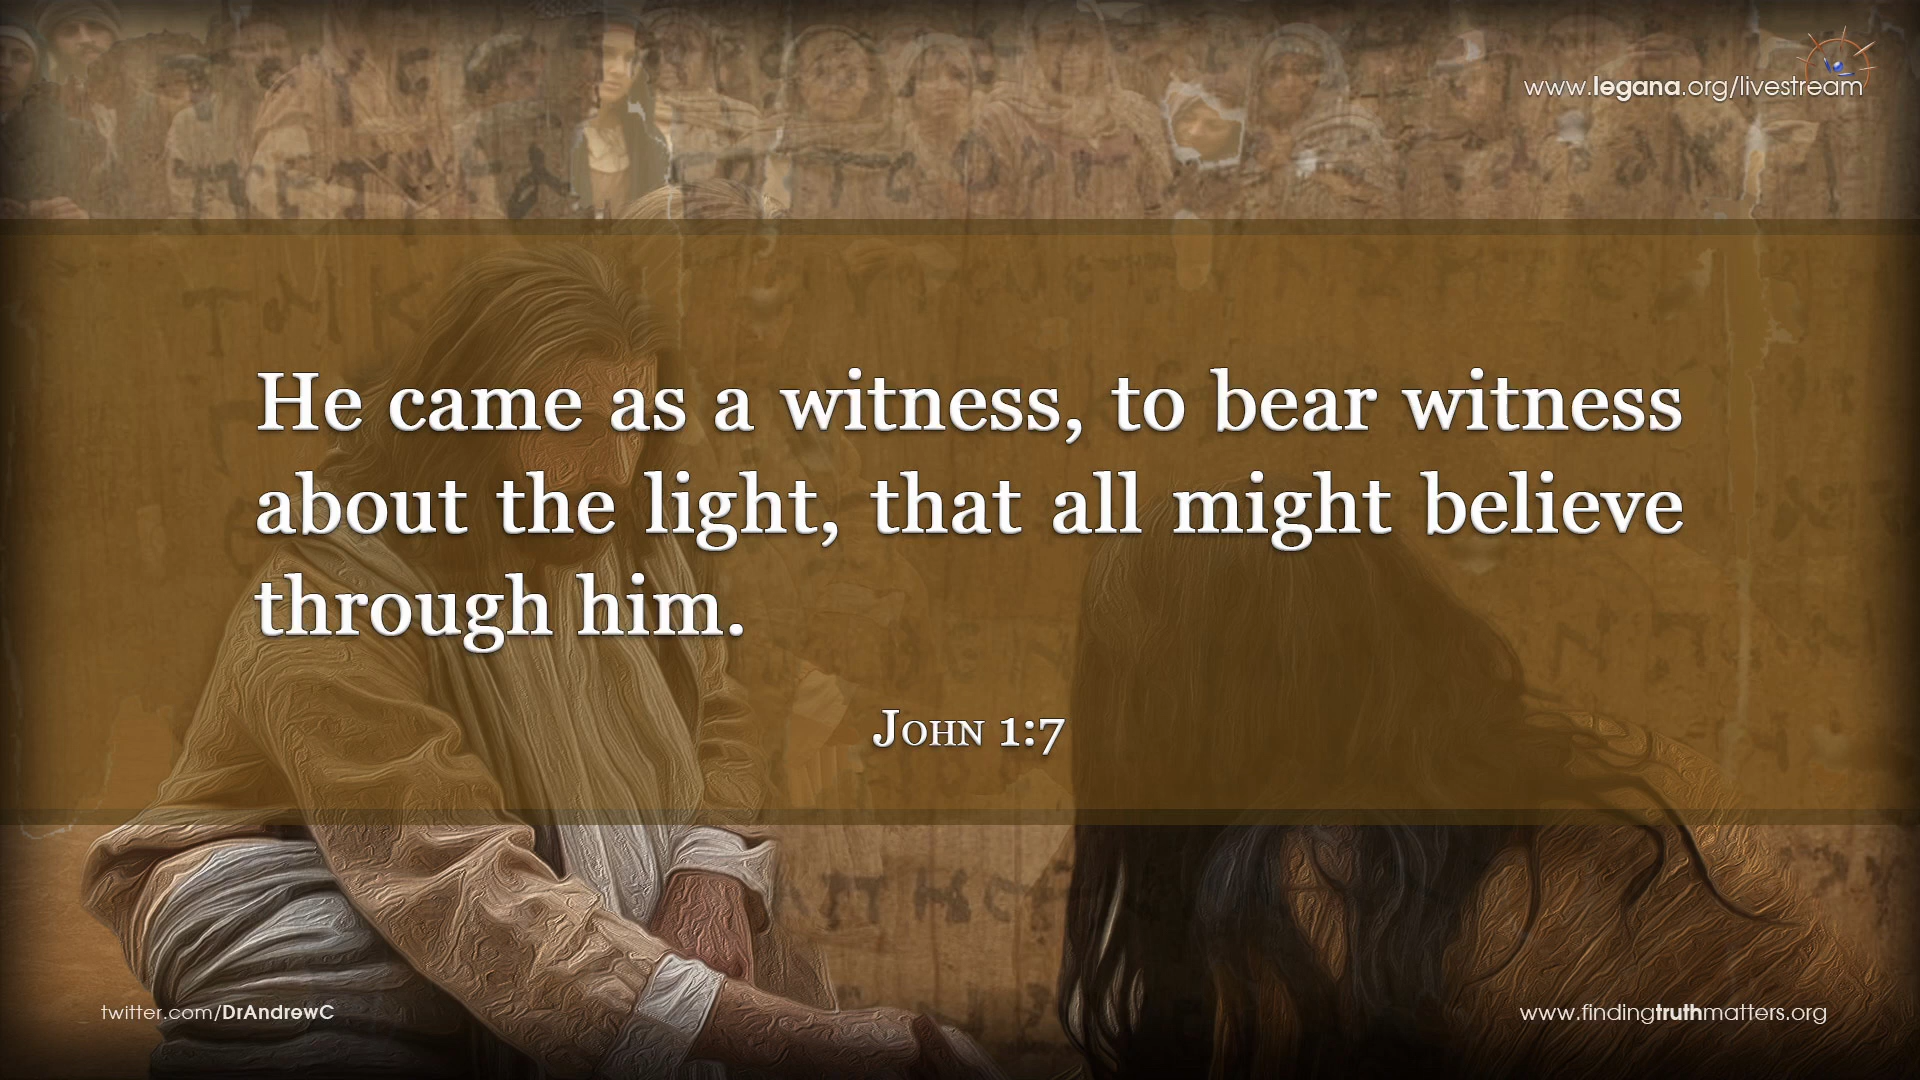 www.legana.org/livestream
He came as a witness, to bear witness
about the light, that all might believe
through him.
John 1:7
twitter.com/DrAndrewC
www.findingtruthmatters.org